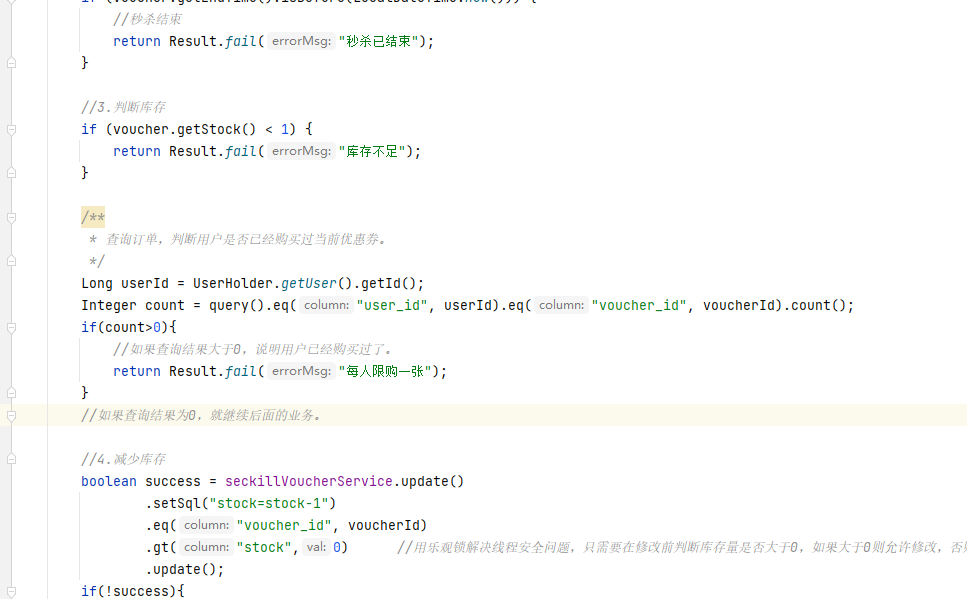 //秒杀结束
return Result.fail( errorMsg: "秒杀已结束");
}
//3.判断库存
if (voucher.getStock() < 1) {
return Result.fail( errorMsg: "库存不足");
}
/**
* 查询订单，判断用户是否已经购买过当前优惠券。
*/
Long userId = UserHolder.getUser().getId();
Integer count = query().eq( column: "user_id", userId).eq( column: "voucher_id", voucherId).count();
if(count>0){
//如果查询结果大于0，说明用户已经购买过了。
return Result.fail( errorMsg: "每人限购一张");
}
//如果查询结果为0，就继续后面的业务。
//4.减少库存
boolean success = seckillVoucherService.update()
.setSql("stock=stock-1")
.eq( column: "voucher_id", voucherId)
.gt( column: "stock", val: 0) //用乐观锁解决线程安全问题，只需要在修改前判断库存量是否大于0，如果大于0则允许修改，否
.update();
if(!success){